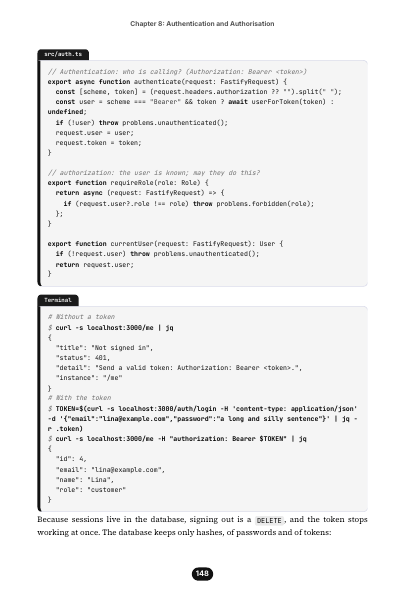 Chapter 8: Authentication and Authorisation
src/auth.ts
// Authentication: who is calling? (Authorization: Bearer <token>)
export async function authenticate(request: FastifyRequest) {
  const [scheme, token] = (request.headers.authorization ?? "").split(" ");
  const user = scheme === "Bearer" && token ? await userForToken(token) :
undefined;
  if (!user) throw problems.unauthenticated();
  request.user = user;
  request.token = token;
}
// authorization: the user is known; may they do this?
export function requireRole(role: Role) {
  return async (request: FastifyRequest) => {
    if (request.user?.role !== role) throw problems.forbidden(role);
  };
}
export function currentUser(request: FastifyRequest): User {
  if (!request.user) throw problems.unauthenticated();
  return request.user;
}
Terminal
# Without a token
$ curl -s localhost:3000/me | jq
{
  "title": "Not signed in",
  "status": 401,
  "detail": "Send a valid token: Authorization: Bearer <token>.",
  "instance": "/me"
}
# With the token
$ TOKEN=$(curl -s localhost:3000/auth/login -H 'content-type: application/json'
-d '{"email":"lina@example.com","password":"a long and silly sentence"}' | jq -
r .token)
$ curl -s localhost:3000/me -H "authorization: Bearer $TOKEN" | jq
{
  "id": 4,
  "email": "lina@example.com",
  "name": "Lina",
  "role": "customer"
}
Because sessions live in the database, signing out is a DELETE, and the token stops
working at once. The database keeps only hashes, of passwords and of tokens:
148